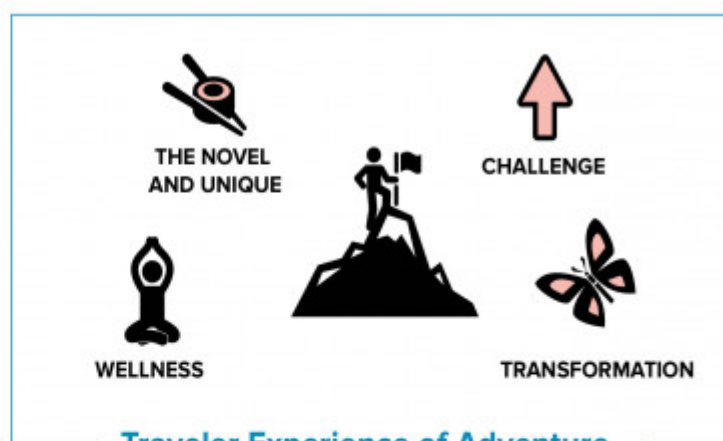 THE NOVEL
AND UNIQUE
CHALLENGE
WELLNESS
TRANSFORMATION
Traveler Experience of Adventure